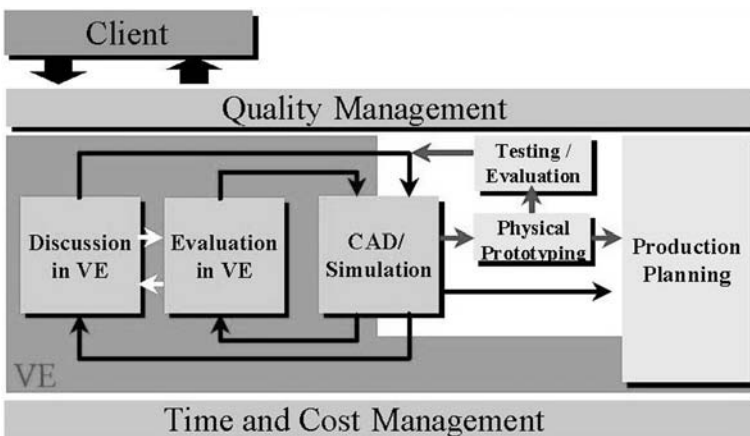 Client
Quality Management
Testing /
Evaluation
Discussion
in VE
Evaluation
in VE
CAD/
Simulation
Physical
Prototyping
Production
Planning
VE
Time and Cost Management